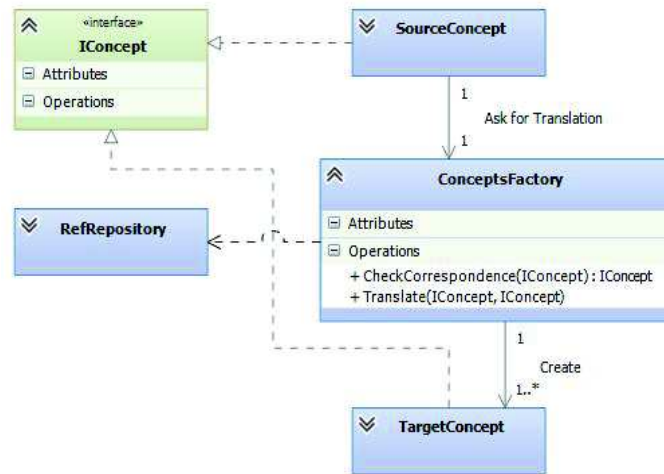 «interface»
IConcept
Attributes
Operations
SourceConcept
1
Ask for Translation
1
ConceptsFactory
Attributes
Operations
+ CheckCorrespondence(IConcept) : IConcept
+ Translate(IConcept, IConcept)
RefRepository
1
Create
1..*
TargetConcept